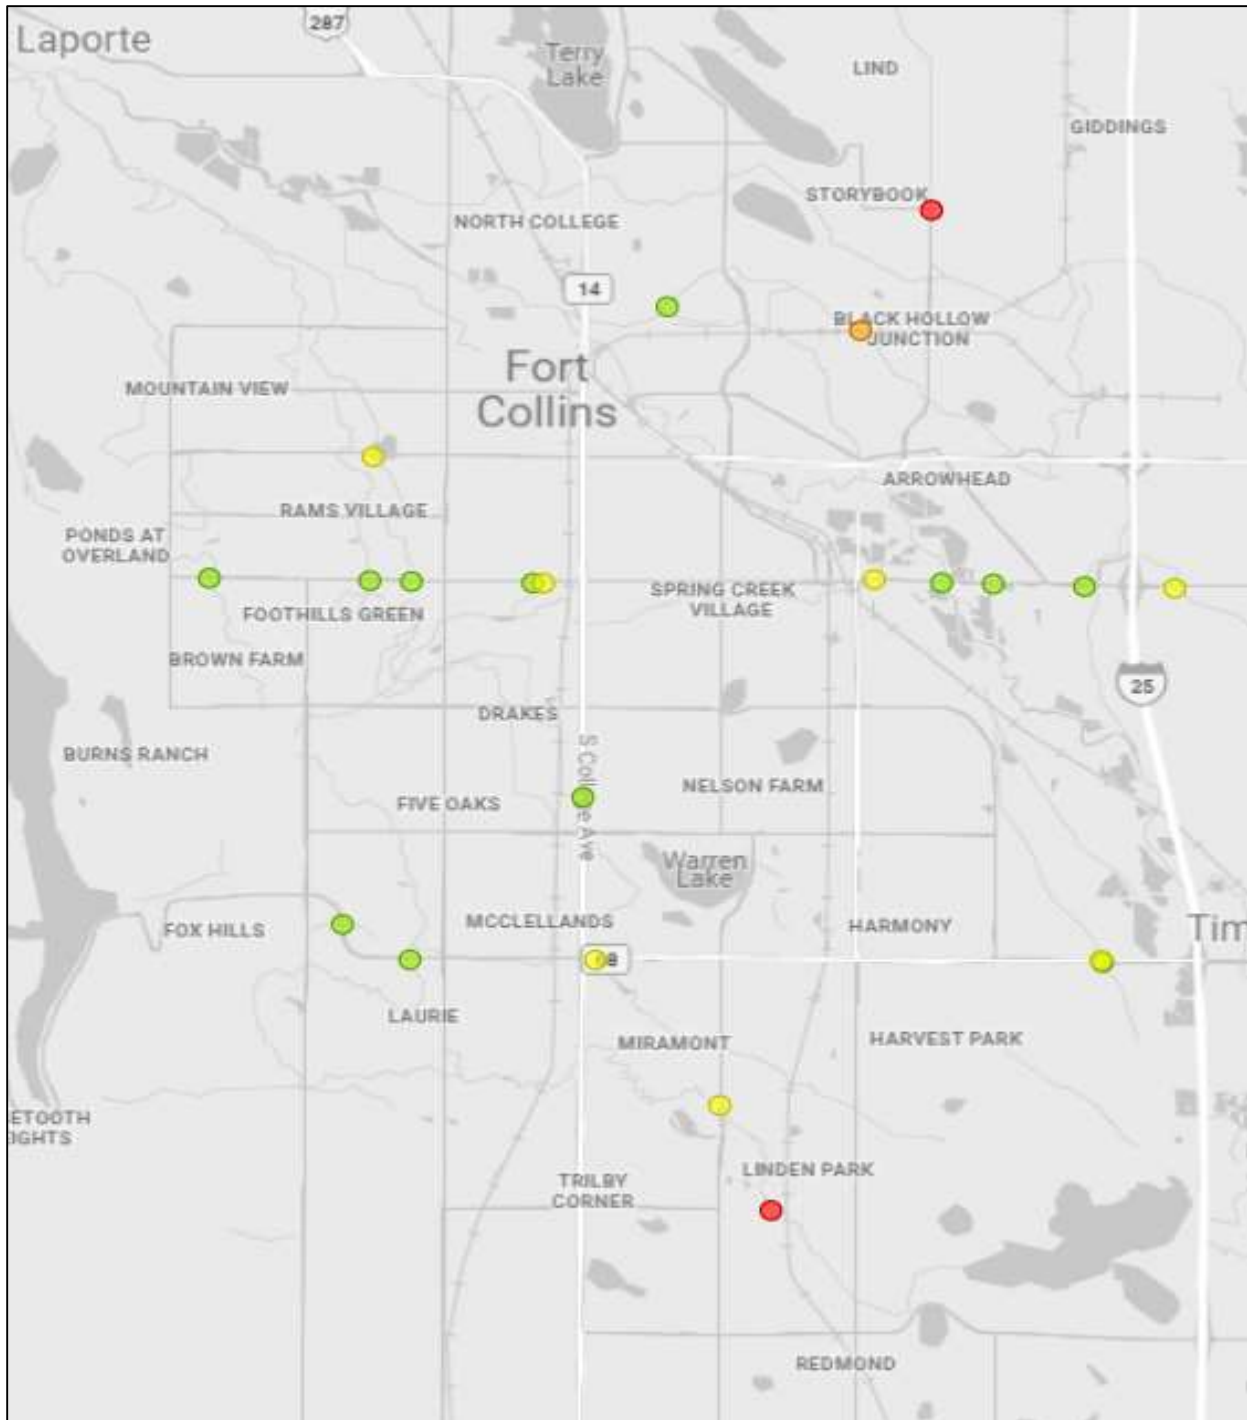 287
Laporte
Terry
Lake
LIND
GIDDINGS
STORYBOOK
NORTH COLLEGE
14
BLACK HOLLOW
JUNCTION
Fort
Collins
MOUNTAIN VIEW
ARROWHEAD
RAMS VILLAGE
PONDS AT
OVERLAND
SPRING CREEK
VILLAGE
FOOTHILLS GREEN
BROWN FARM
25
DRAKES
BURNS RANCH
S College Ave
NELSON FARM
FIVE OAKS
Warren
Lake
MCCLELLANDS
FOX HILLS
HARMONY
Tim
8
LAURIE
MIRAMONT
HARVEST PARK
ETOOTH
IGHTS
LINDEN PARK
TRILBY
CORNER
REDMOND